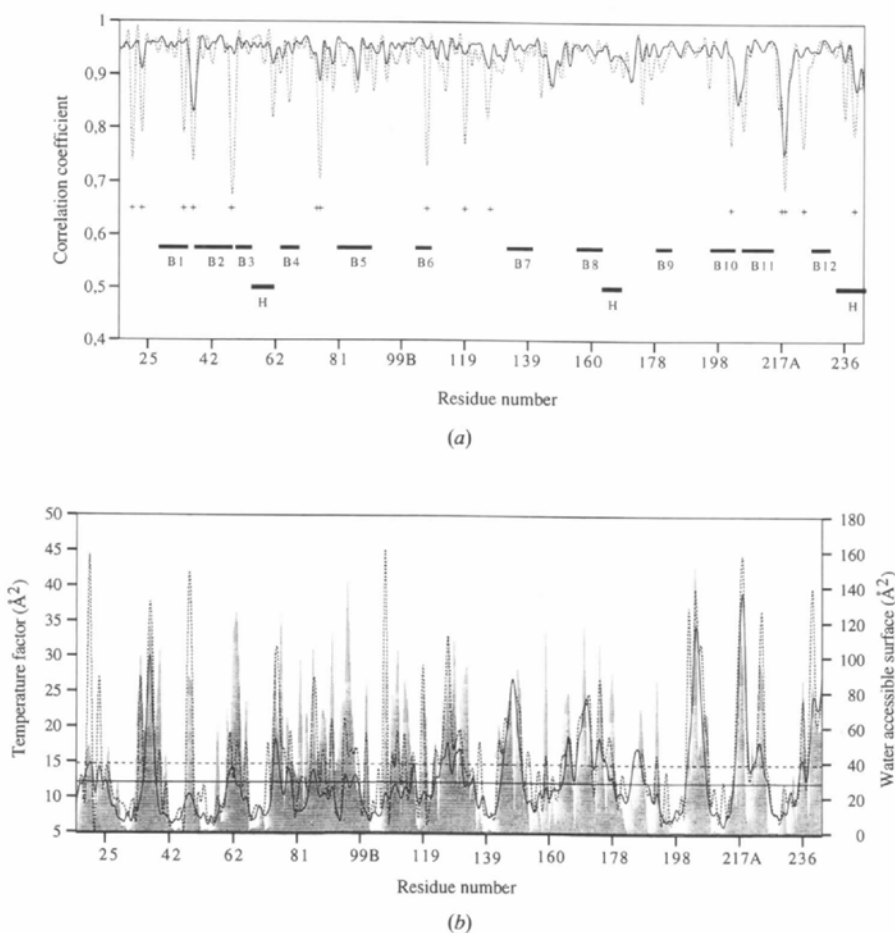 1
0,9
0,8
0,7
0,6
0,5
0,4
Correlation coefficient
+ + + + + ++ + + + + ++ + +
B1 B2 B3 B4 B5 B6 B7 B8 B9 B10 B11 B12
H H H
25 42 62 81 99B 119 139 160 178 198 217A 236
Residue number
(a)
50
45
40
35
30
25
20
15
10
5
Temperature factor (Å2)
180
160
140
120
100
80
60
40
20
0
Water accessible surface (Å2)
25 42 62 81 99B 119 139 160 178 198 217A 236
Residue number
(b)